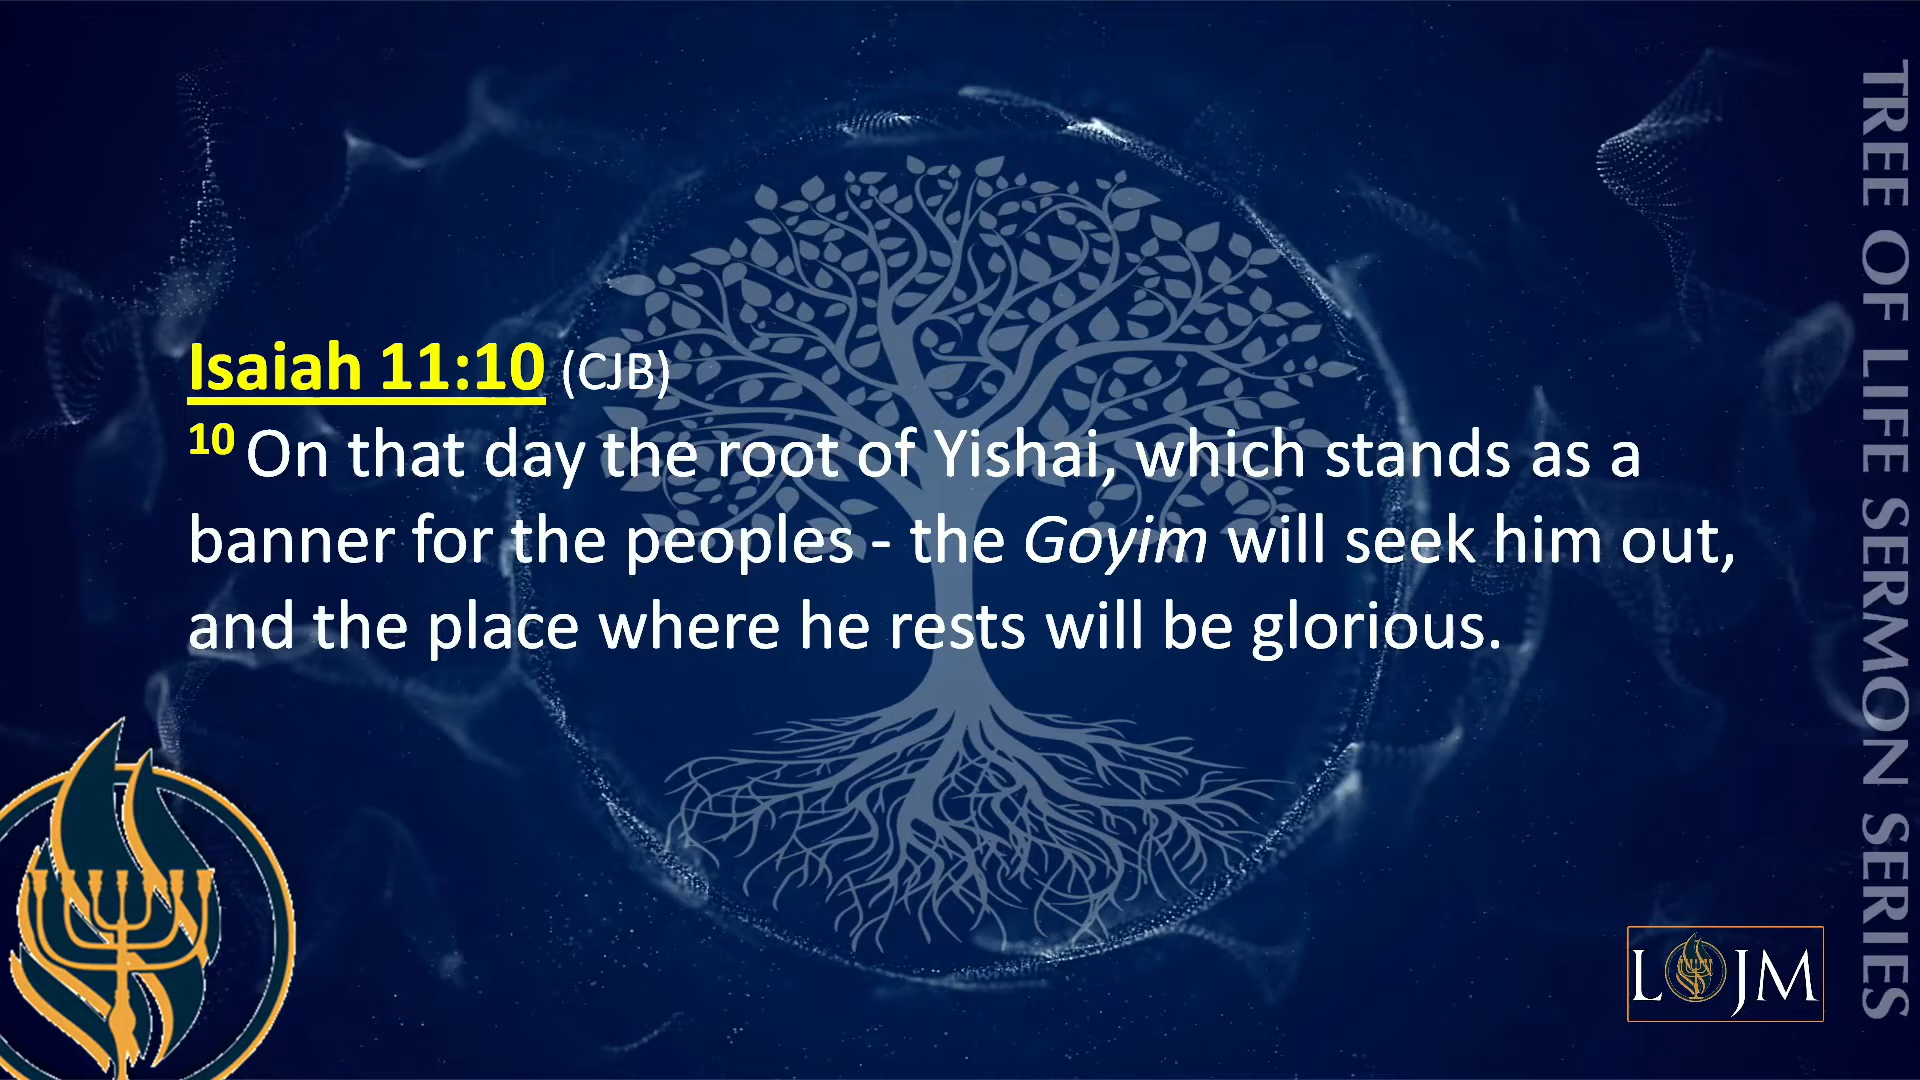 Isaiah 11:10 (CJB)
10 On that day the root of Yishai, which stands as a
banner for the peoples - the Goyim will seek him out,
and the place where he rests will be glorious.
TREE OF LIFE SERMON SERIES
L JM